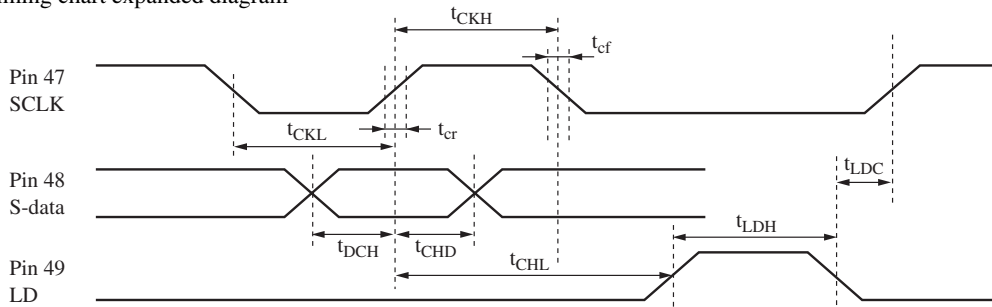 timing chart expanded diagram
tCKH
tcf
Pin 47
SCLK
tCKL
tcr
Pin 48
S-data
tLDC
tDCH
tCHD
tLDH
tCHL
Pin 49
LD